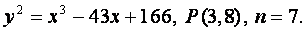 y² = x³ − 43x + 166, P(3,8), n = 7.